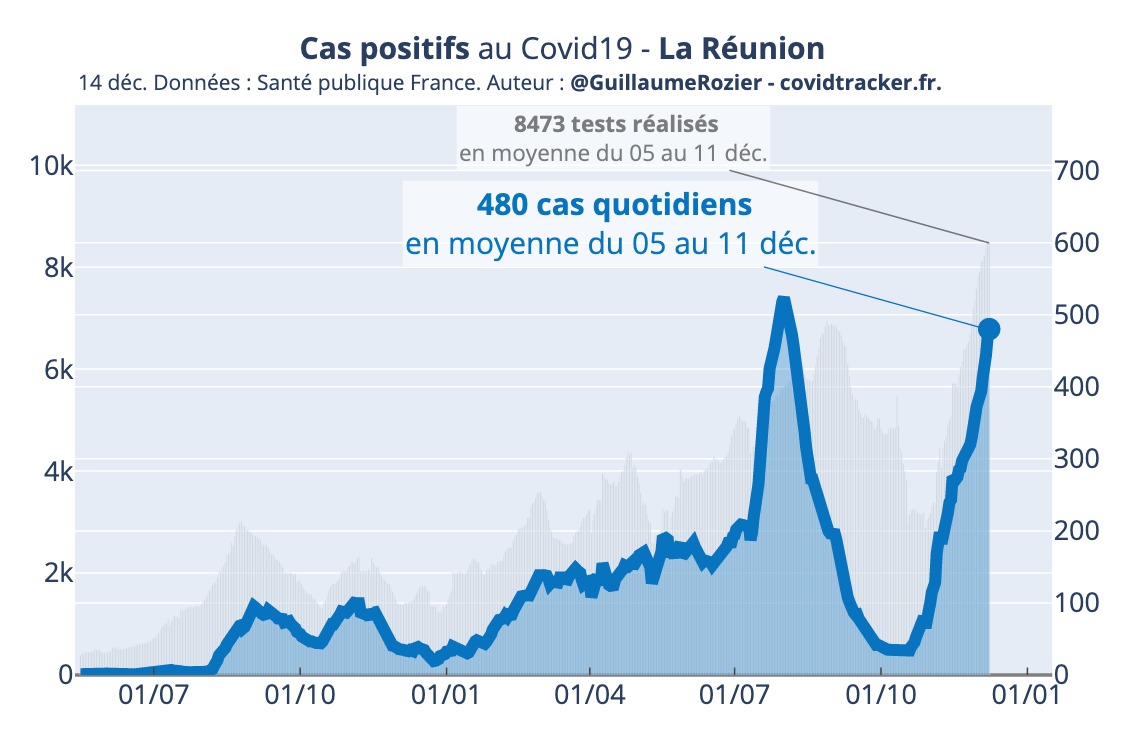 Cas positifs au Covid19 - La Réunion
14 déc. Données : Santé publique France. Auteur : @GuillaumeRozier - covidtracker.fr.
8473 tests réalisés
en moyenne du 05 au 11 déc.
480 cas quotidiens
en moyenne du 05 au 11 déc.
10k
8k
6k
4k
2k
0
700
600
500
400
300
200
100
0
01/07
01/10
01/01
01/04
01/07
01/10
01/01